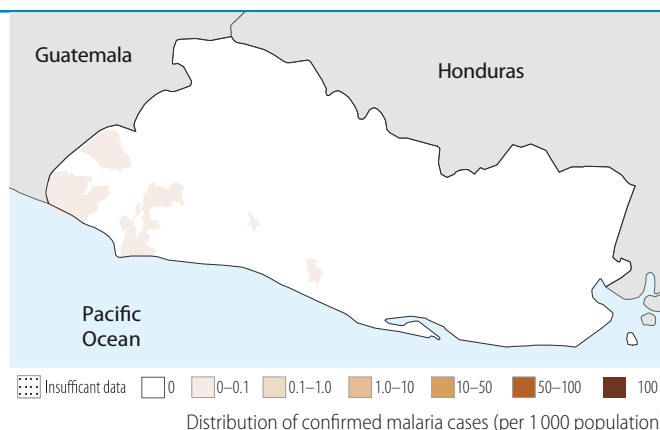 Guatemala
Honduras
Pacific
Ocean
Insufficant data 0 0–0.1 0.1–1.0 1.0–10 10–50 50–100 100
Distribution of confirmed malaria cases (per 1 000 population